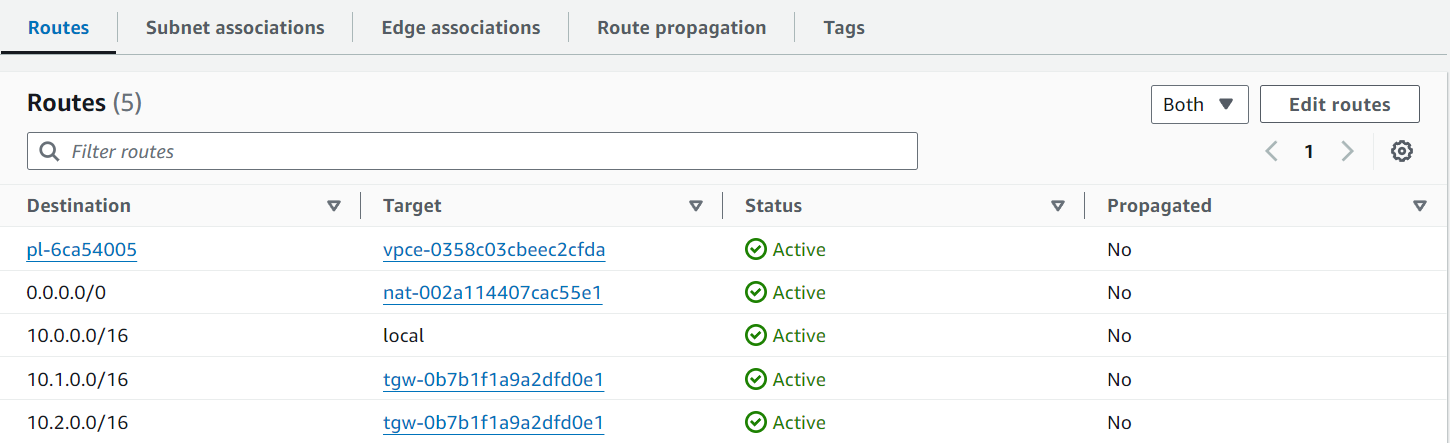 Routes Subnet associations Edge associations Route propagation Tags
Routes (5) Both Edit routes
Filter routes 1
Destination Target Status Propagated
pl-6ca54005 vpce-0358c03cbeec2cfda Active No
0.0.0.0/0 nat-002a114407cac55e1 Active No
10.0.0.0/16 local Active No
10.1.0.0/16 tgw-0b7b1f1a9a2dfd0e1 Active No
10.2.0.0/16 tgw-0b7b1f1a9a2dfd0e1 Active No